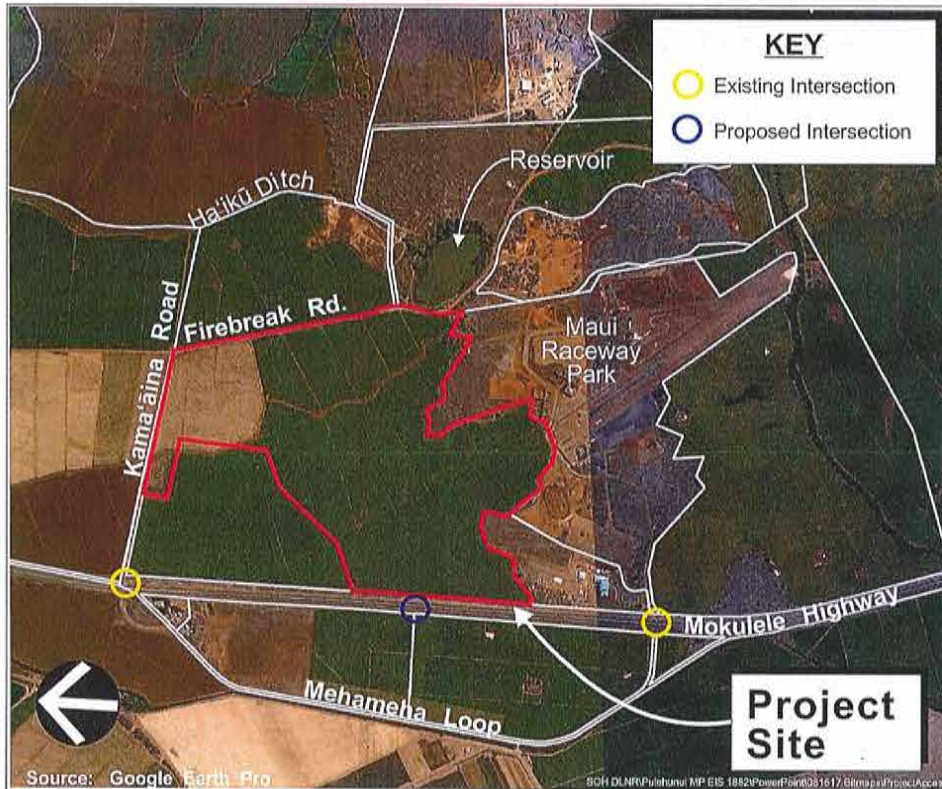 KEY
Existing Intersection
Proposed Intersection
Reservoir
Ha'ikū Ditch
Kama'āina Road
Firebreak Rd.
Maui
Raceway
Park
Mokulele Highway
Mehameha Loop
Project
Site
Source: Google Earth Pro